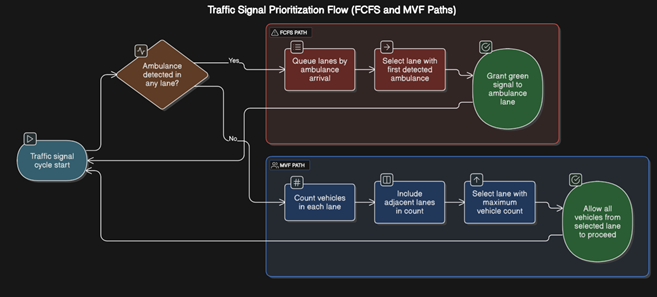 Traffic Signal Prioritization Flow (FCFS and MVF Paths)
FCFS PATH
Ambulance
detected in
any lane?
Yes
Queue lanes by
ambulance
arrival
Select lane with
first detected
ambulance
Grant green
signal to
ambulance
lane
No
Traffic signal
cycle start
MVF PATH
#
Count vehicles
in each lane
Include
adjacent lanes
in count
Select lane with
maximum
vehicle count
Allow all
vehicles from
selected lane
to proceed